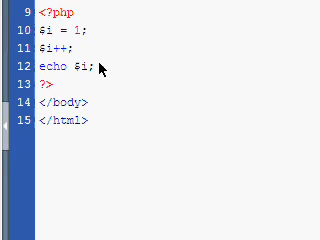 9 <?php
10 $i = 1;
11 $i++;
12 echo $i;
13 ?>
14 </body>
15 </html>